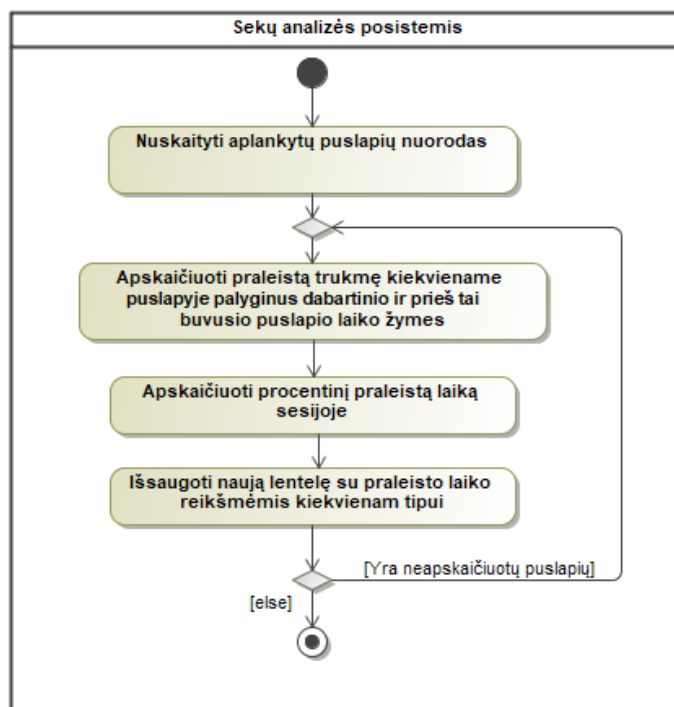 Sekų analizės posistemis
Nuskaityti aplankytų puslapių nuorodas
Apskaičiuoti praleistą trukmę kiekviename
puslapyje palyginus dabartinio ir prieš tai
buvusio puslapio laiko žymes
Apskaičiuoti procentinį praleistą laiką
sesijoje
Išsaugoti naują lentelę su praleisto laiko
reikšmėmis kiekvienam tipui
[Yra neapskaičiuotų puslapių]
[else]